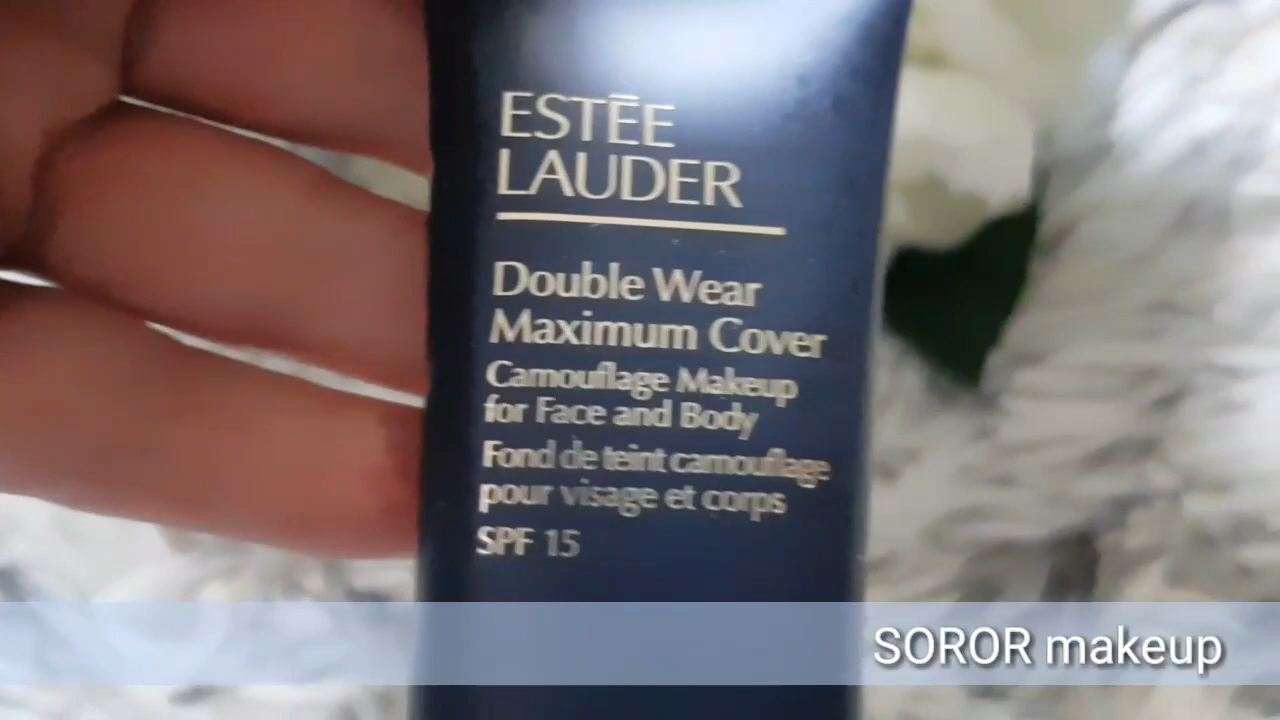 ESTĒE
LAUDER
Double Wear
Maximum Cover
Camouflage Makeup
for Face and Body
Fond de teint camouflage
pour visage et corps
SPF 15
SOROR makeup